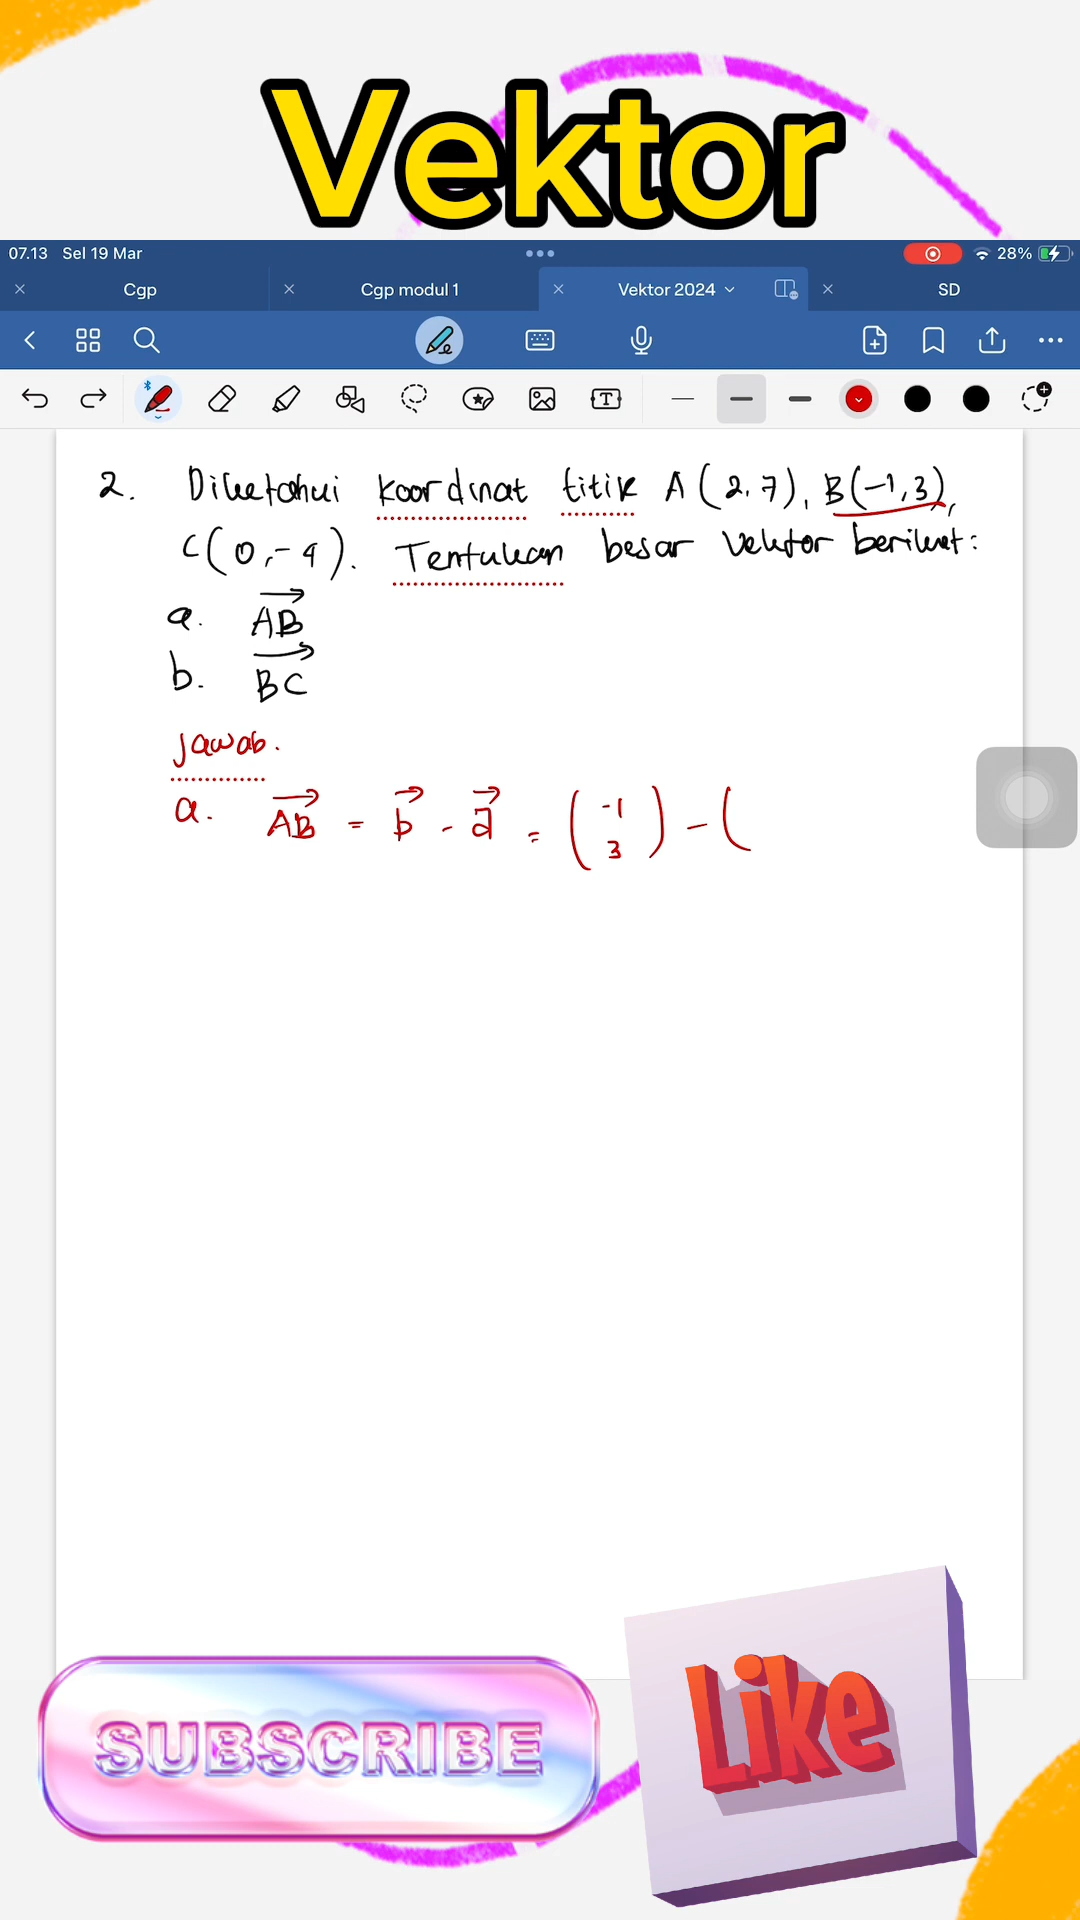 Vektor
07.13 Sel 19 Mar 28%
Cgp Cgp modul 1 Vektor 2024 SD
2. Diketahui koordinat titik A(2,7), B(-1,3),
C(0,-4). Tentukan besar vektor berikut:
a. AB
b. BC
jawab.
a. AB = b - a = (-1 3) - (
SUBSCRIBE
Like